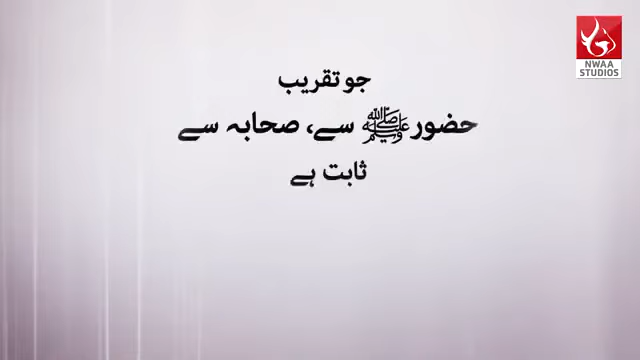 NWAA
STUDIOS
جو تقریب
حضور ﷺ سے، صحابہ سے
ثابت ہے